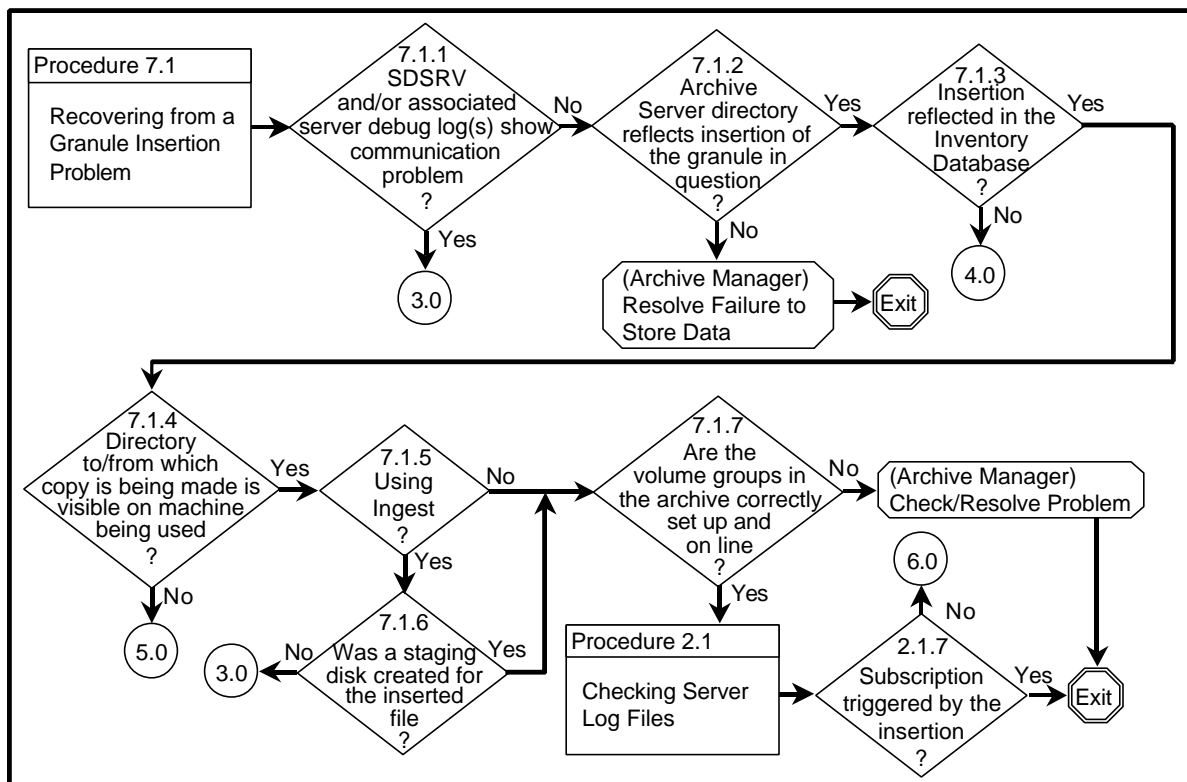 Procedure 7.1
Recovering from a
Granule Insertion
Problem
7.1.1
SDSRV
and/or associated
server debug log(s) show
communication
problem
?
No
Yes
3.0
7.1.2
Archive
Server directory
reflects insertion of
the granule in
question
?
Yes
No
(Archive Manager)
Resolve Failure to
Store Data
Exit
7.1.3
Insertion
reflected in the
Inventory
Database
?
Yes
No
4.0
7.1.4
Directory
to/from which
copy is being made is
visible on machine
being used
?
Yes
No
5.0
7.1.5
Using
Ingest
?
No
Yes
7.1.6
Was a staging
disk created for
the inserted
file
?
No
3.0
Yes
7.1.7
Are the
volume groups in
the archive correctly
set up and
on line
?
No
(Archive Manager)
Check/Resolve Problem
Yes
Procedure 2.1
Checking Server
Log Files
2.1.7
Subscription
triggered by the
insertion
?
No
6.0
Yes
Exit